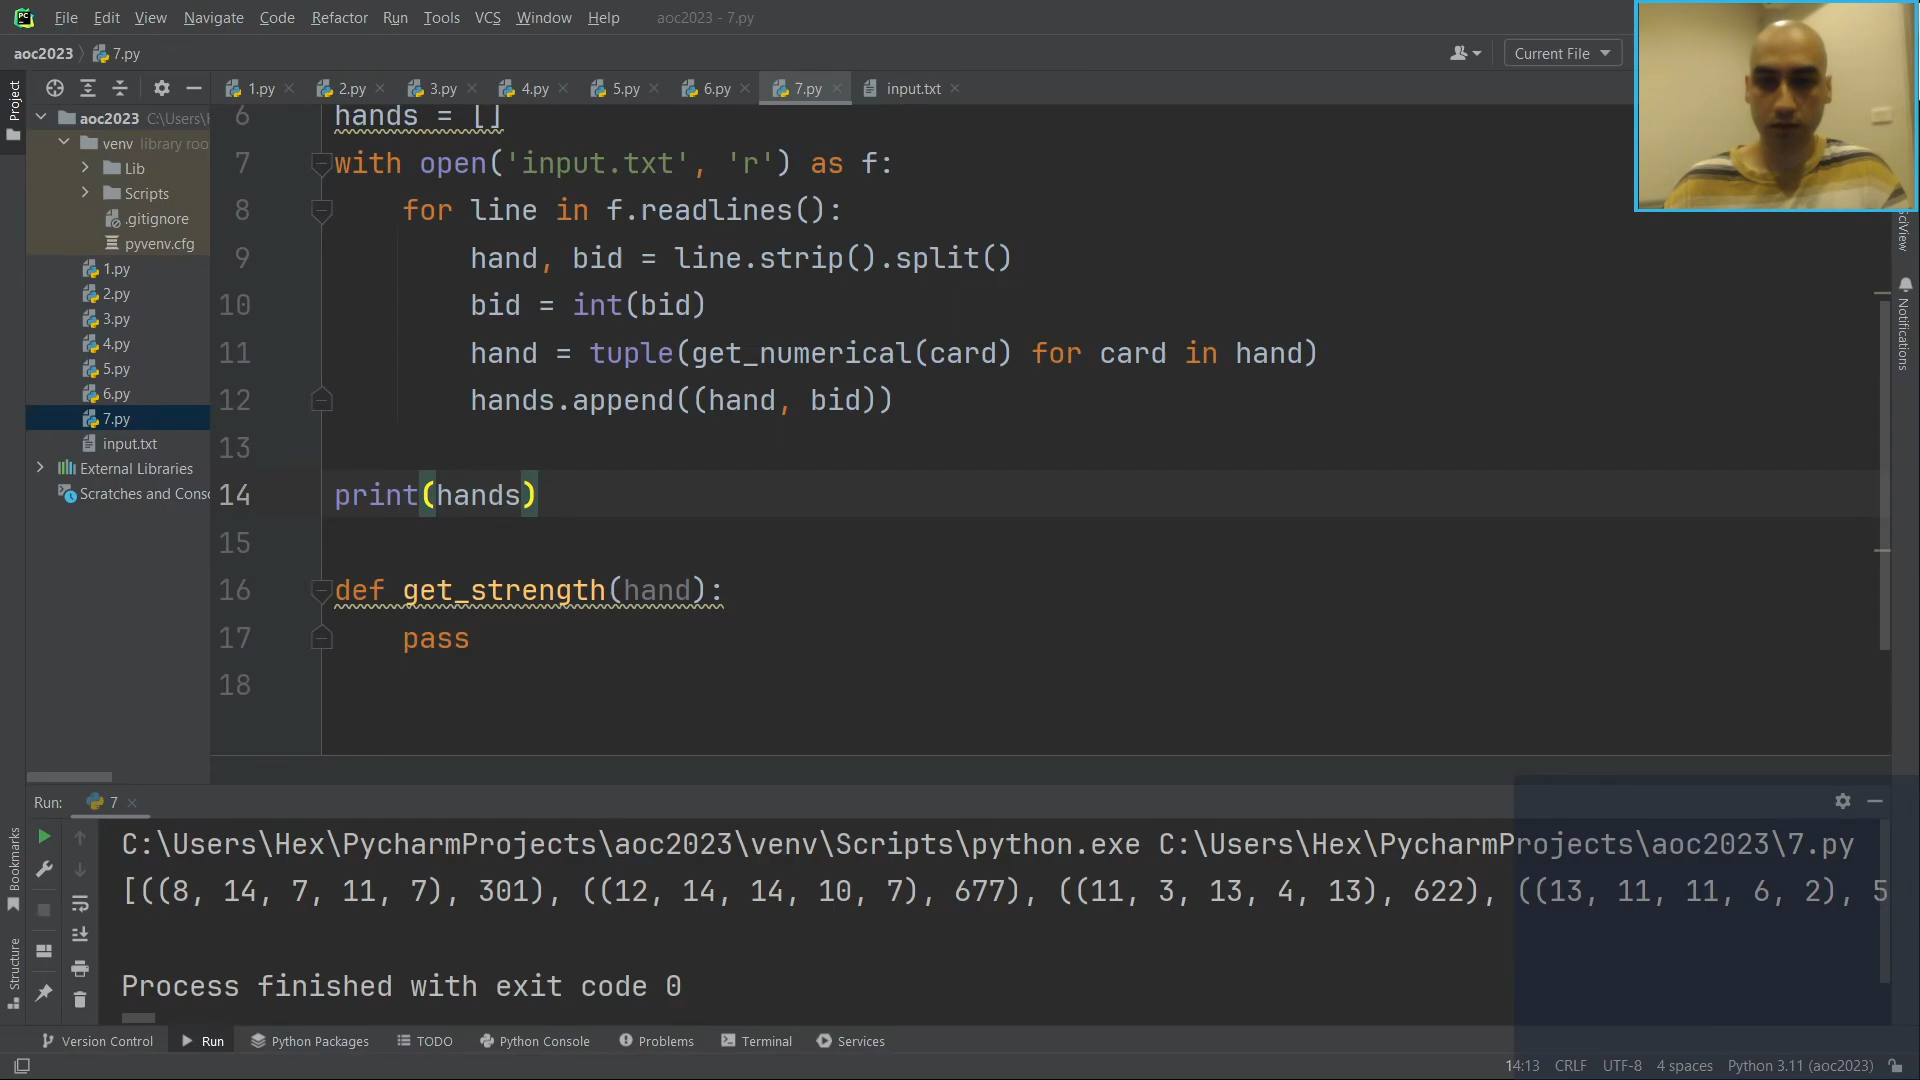 File Edit View Navigate Code Refactor Run Tools VCS Window Help aoc2023 - 7.py
aoc2023 7.py
Current File
1.py 2.py 3.py 4.py 5.py 6.py 7.py input.txt
Project
aoc2023 C:\Users\H
venv library roo
Lib
Scripts
.gitignore
pyvenv.cfg
1.py
2.py
3.py
4.py
5.py
6.py
7.py
input.txt
External Libraries
Scratches and Conso
6 hands = []
7 with open('input.txt', 'r') as f:
8 for line in f.readlines():
9 hand, bid = line.strip().split()
10 bid = int(bid)
11 hand = tuple(get_numerical(card) for card in hand)
12 hands.append((hand, bid))
13
14 print(hands)
15
16 def get_strength(hand):
17 pass
18
SciView
Notifications
Run: 7
C:\Users\Hex\PycharmProjects\aoc2023\venv\Scripts\python.exe C:\Users\Hex\PycharmProjects\aoc2023\7.py
[((8, 14, 7, 11, 7), 301), ((12, 14, 14, 10, 7), 677), ((11, 3, 13, 4, 13), 622), ((13, 11, 11, 6, 2), 5
Process finished with exit code 0
Bookmarks
Structure
Version Control Run Python Packages TODO Python Console Problems Terminal Services
14:13 CRLF UTF-8 4 spaces Python 3.11 (aoc2023)